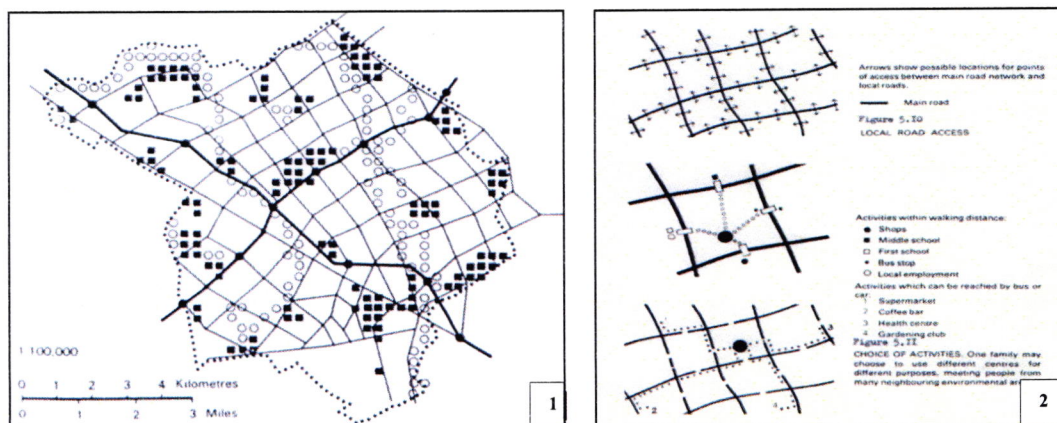 1:100,000
0 1 2 3 4 Kilometres
0 1 2 3 Miles
1
Arrows show possible locations for points
of access between main road network and
local roads.
Main road
Figure 5.10
LOCAL ROAD ACCESS
Activities within walking distance:
Shops
Middle school
First school
Bus stop
Local employment
Activities which can be reached by bus or
car:
1 Supermarket
2 Coffee bar
3 Health centre
4 Gardening club
Figure 5.11
CHOICE OF ACTIVITIES. One family may
choose to use different centres for
different purposes, meeting people from
many neighbouring environmental
3
2
4
2